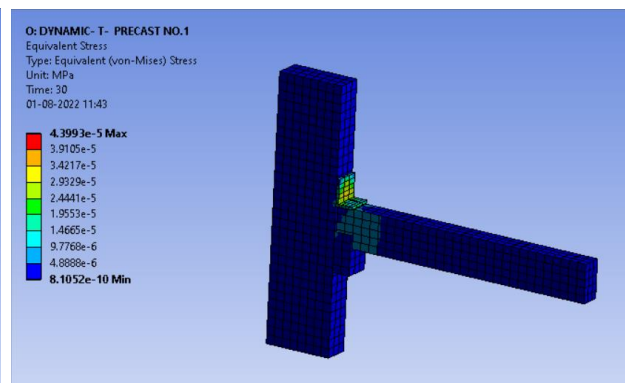 O: DYNAMIC- T- PRECAST NO.1
Equivalent Stress
Type: Equivalent (von-Mises) Stress
Unit: MPa
Time: 30
01-08-2022 11:43
4.3993e-5 Max
3.9105e-5
3.4217e-5
2.9329e-5
2.4441e-5
1.9553e-5
1.4665e-5
9.7768e-6
4.8888e-6
8.1052e-10 Min